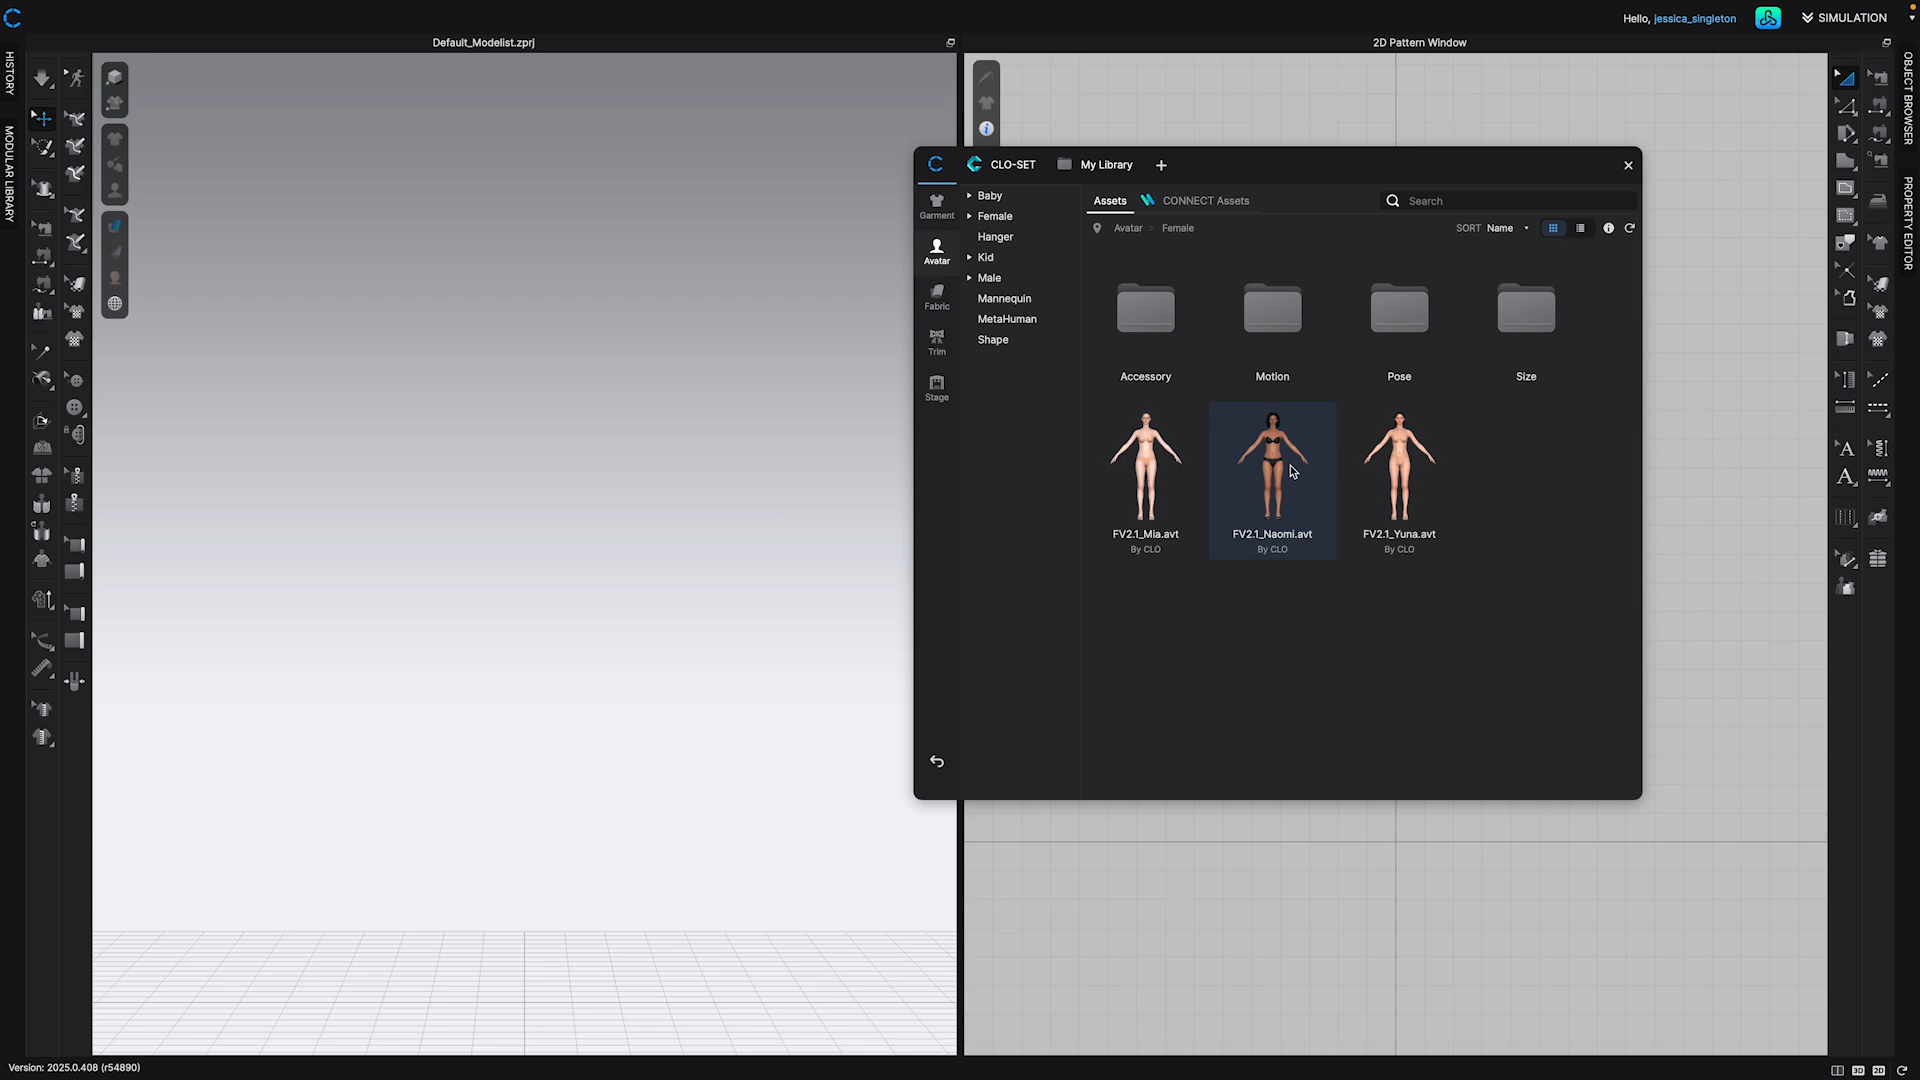 Hello, jessica_singleton
SIMULATION
Default_Modelist.zprj
2D Pattern Window
HISTORY
MODULAR LIBRARY
OBJECT BROWSER
PROPERTY EDITOR
CLO-SET
My Library
+
Garment
Avatar
Fabric
Trim
Stage
Baby
Female
Hanger
Kid
Male
Mannequin
MetaHuman
Shape
Assets
CONNECT Assets
Search
Avatar > Female
SORT Name
Accessory
Motion
Pose
Size
FV2.1_Mia.avt
By CLO
FV2.1_Naomi.avt
By CLO
FV2.1_Yuna.avt
By CLO
A
A
Version: 2025.0.408 (r54890)
3D
2D